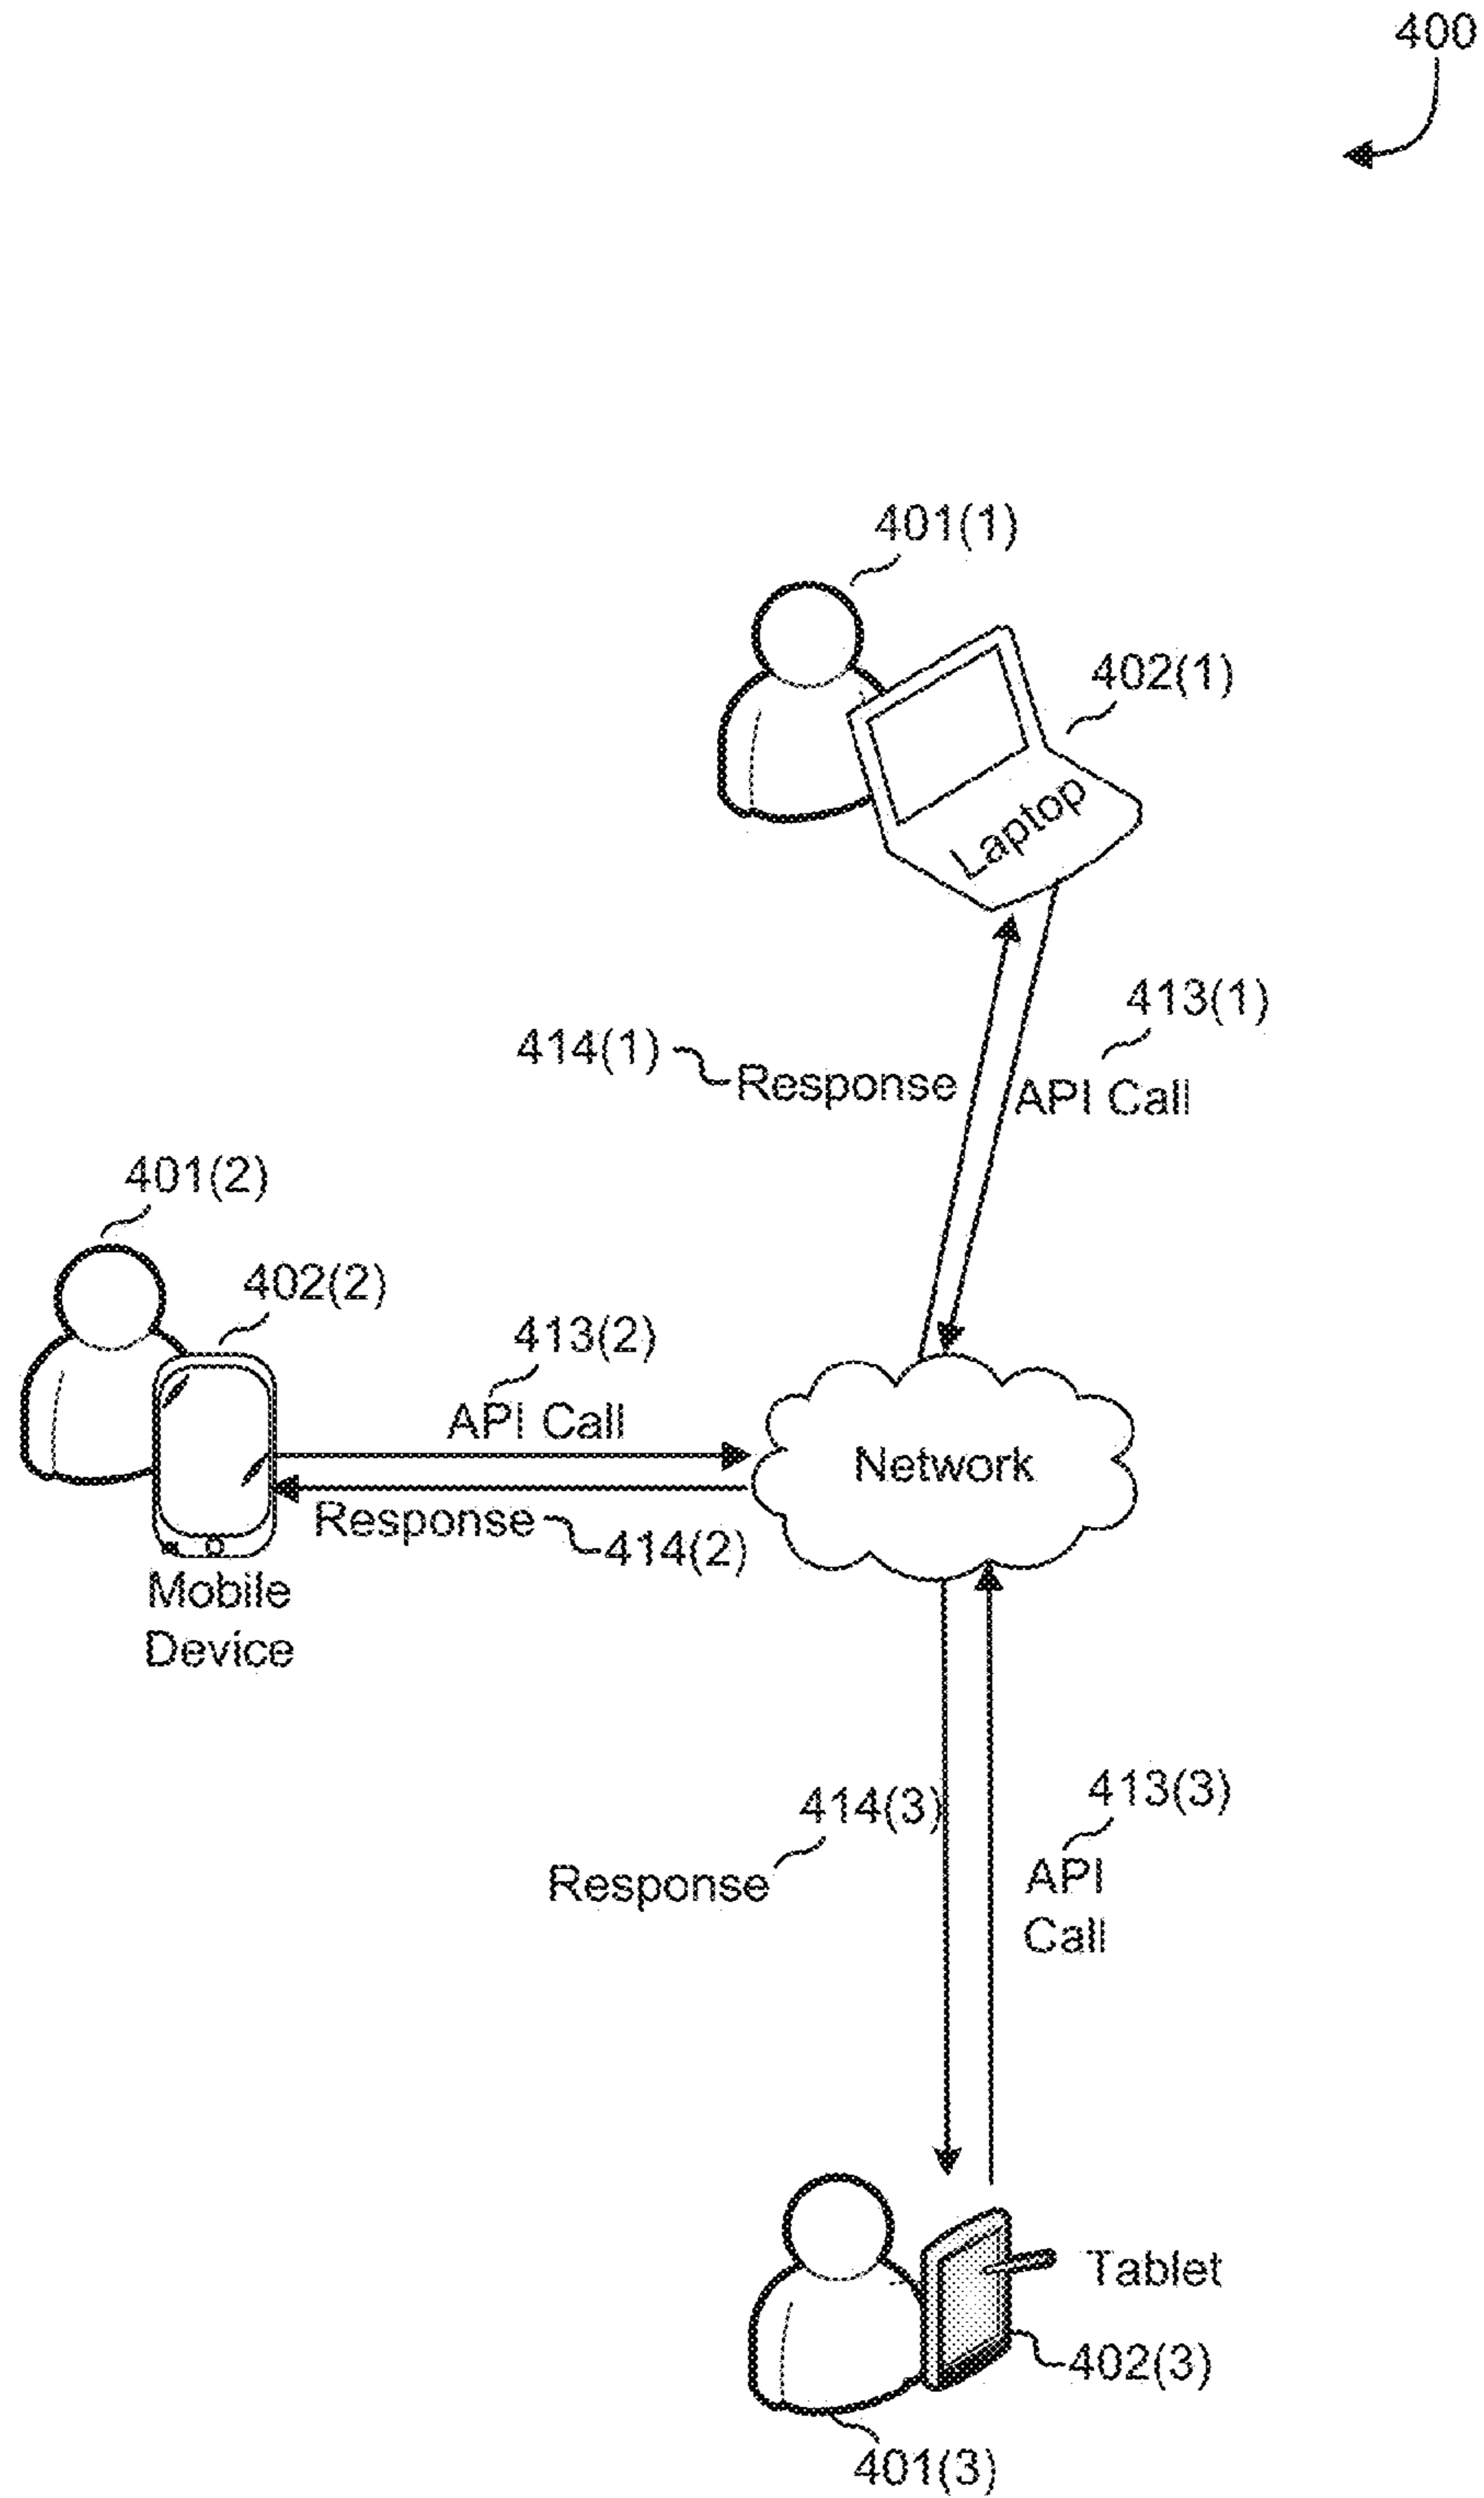 400
401(1)
402(1)
Laptop
413(1)
414(1)
Response
API Call
401(2)
402(2)
413(2)
API Call
Network
Response
414(2)
Mobile
Device
414(3)
413(3)
Response
API
Call
Tablet
402(3)
401(3)